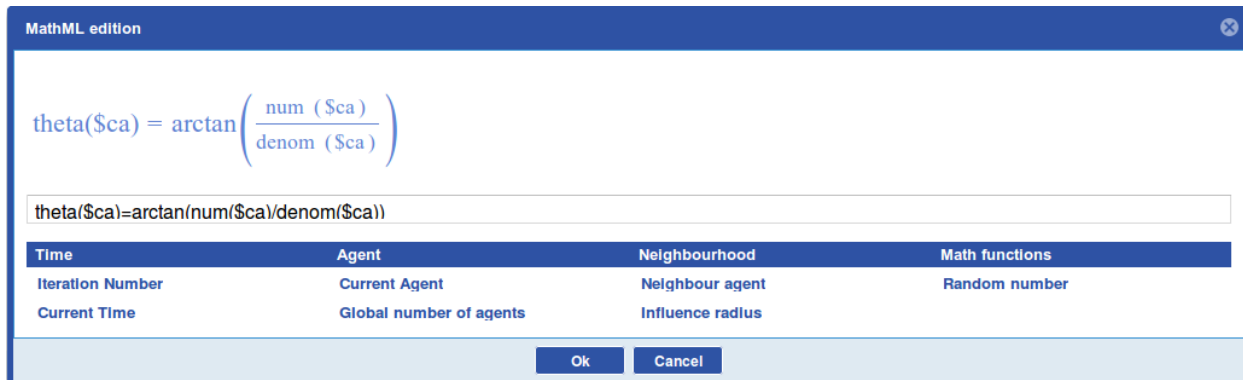 MathML edition
theta($ca) = arctan( num ($ca) / denom ($ca) )
theta($ca)=arctan(num($ca)/denom($ca))
Time Agent Neighbourhood Math functions
Iteration Number Current Agent Neighbour agent Random number
Current Time Global number of agents Influence radius
Ok Cancel